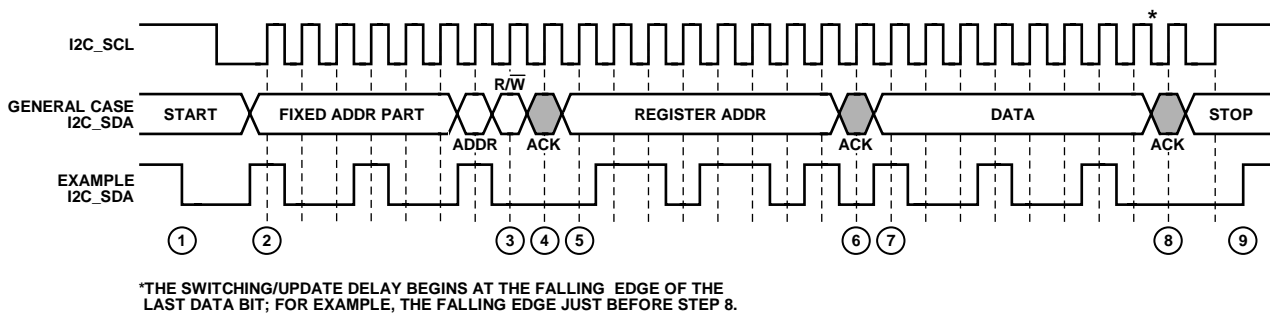 *
I2C_SCL
R/W̅
GENERAL CASE
I2C_SDA
START
FIXED ADDR PART
REGISTER ADDR
DATA
STOP
ADDR
ACK
ACK
ACK
EXAMPLE
I2C_SDA
1
2
3
4
5
6
7
8
9
*THE SWITCHING/UPDATE DELAY BEGINS AT THE FALLING EDGE OF THE
LAST DATA BIT; FOR EXAMPLE, THE FALLING EDGE JUST BEFORE STEP 8.